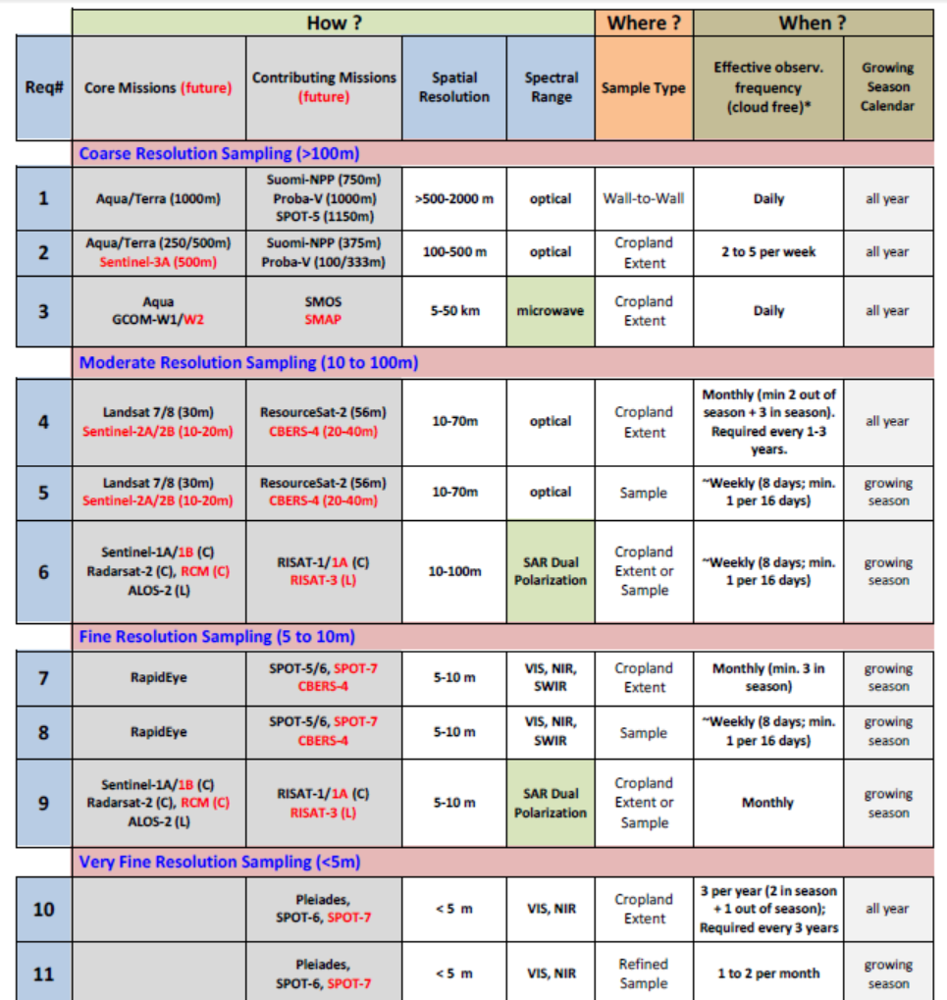 How ? Where ? When ?
Req# Core Missions (future) Contributing Missions (future) Spatial Resolution Spectral Range Sample Type Effective observ. frequency (cloud free)* Growing Season Calendar
Coarse Resolution Sampling (>100m)
1 Aqua/Terra (1000m) Suomi-NPP (750m) Proba-V (1000m) SPOT-5 (1150m) >500-2000 m optical Wall-to-Wall Daily all year
2 Aqua/Terra (250/500m) Sentinel-3A (500m) Suomi-NPP (375m) Proba-V (100/333m) 100-500 m optical Cropland Extent 2 to 5 per week all year
3 Aqua GCOM-W1/W2 SMOS SMAP 5-50 km microwave Cropland Extent Daily all year
Moderate Resolution Sampling (10 to 100m)
4 Landsat 7/8 (30m) Sentinel-2A/2B (10-20m) ResourceSat-2 (56m) CBERS-4 (20-40m) 10-70m optical Cropland Extent Monthly (min 2 out of season + 3 in season). Required every 1-3 years. all year
5 Landsat 7/8 (30m) Sentinel-2A/2B (10-20m) ResourceSat-2 (56m) CBERS-4 (20-40m) 10-70m optical Sample ~Weekly (8 days; min. 1 per 16 days) growing season
6 Sentinel-1A/1B (C) Radarsat-2 (C), RCM (C) ALOS-2 (L) RISAT-1/1A (C) RISAT-3 (L) 10-100m SAR Dual Polarization Cropland Extent or Sample ~Weekly (8 days; min. 1 per 16 days) growing season
Fine Resolution Sampling (5 to 10m)
7 RapidEye SPOT-5/6, SPOT-7 CBERS-4 5-10 m VIS, NIR, SWIR Cropland Extent Monthly (min. 3 in season) growing season
8 RapidEye SPOT-5/6, SPOT-7 CBERS-4 5-10 m VIS, NIR, SWIR Sample ~Weekly (8 days; min. 1 per 16 days) growing season
9 Sentinel-1A/1B (C) Radarsat-2 (C), RCM (C) ALOS-2 (L) RISAT-1/1A (C) RISAT-3 (L) 5-10 m SAR Dual Polarization Cropland Extent or Sample Monthly growing season
Very Fine Resolution Sampling (<5m)
10 Pleiades, SPOT-6, SPOT-7 < 5 m VIS, NIR Cropland Extent 3 per year (2 in season + 1 out of season); Required every 3 years all year
11 Pleiades, SPOT-6, SPOT-7 < 5 m VIS, NIR Refined Sample 1 to 2 per month growing season